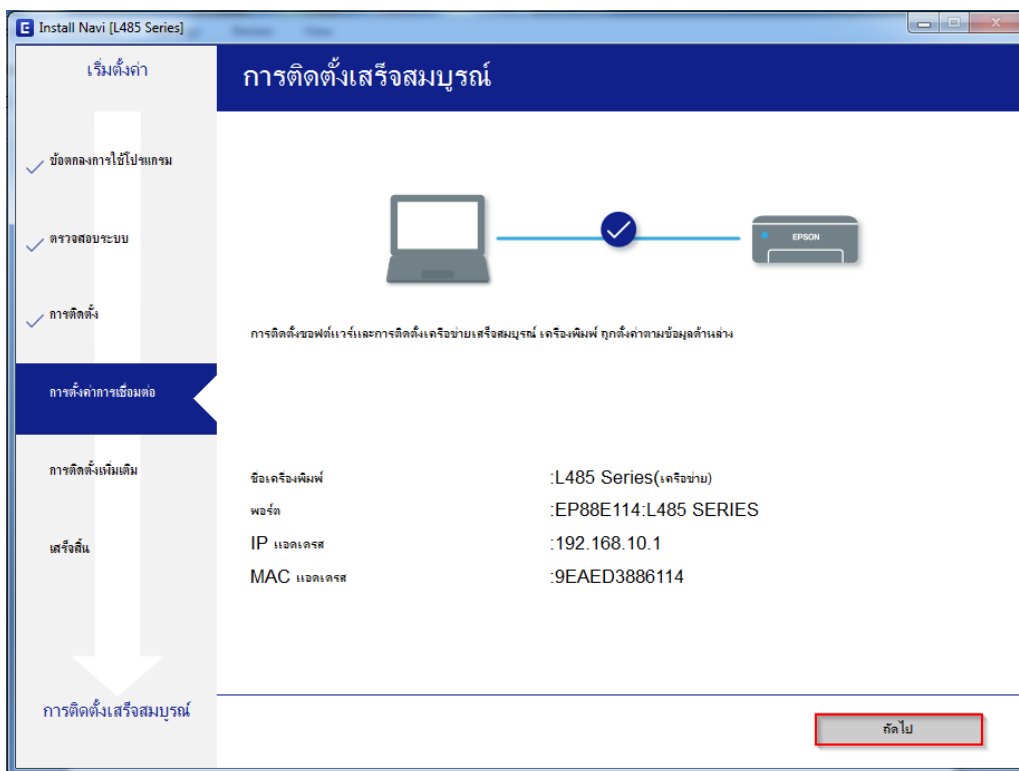 Install Navi [L485 Series]
เริ่มตั้งค่า
การติดตั้งเสร็จสมบูรณ์
ข้อตกลงการใช้โปรแกรม
ตรวจสอบระบบ
การติดตั้ง
การตั้งค่าการเชื่อมต่อ
การติดตั้งเพิ่มเติม
เสร็จสิ้น
การติดตั้งเสร็จสมบูรณ์
EPSON
การติดตั้งซอฟต์แวร์และการติดตั้งเครือข่ายเสร็จสมบูรณ์ เครื่องพิมพ์ ถูกตั้งค่าตามข้อมูลด้านล่าง
ชื่อเครื่องพิมพ์ :L485 Series(เครือข่าย)
พอร์ต :EP88E114:L485 SERIES
IP แอดเดรส :192.168.10.1
MAC แอดเดรส :9EAED3886114
ถัดไป